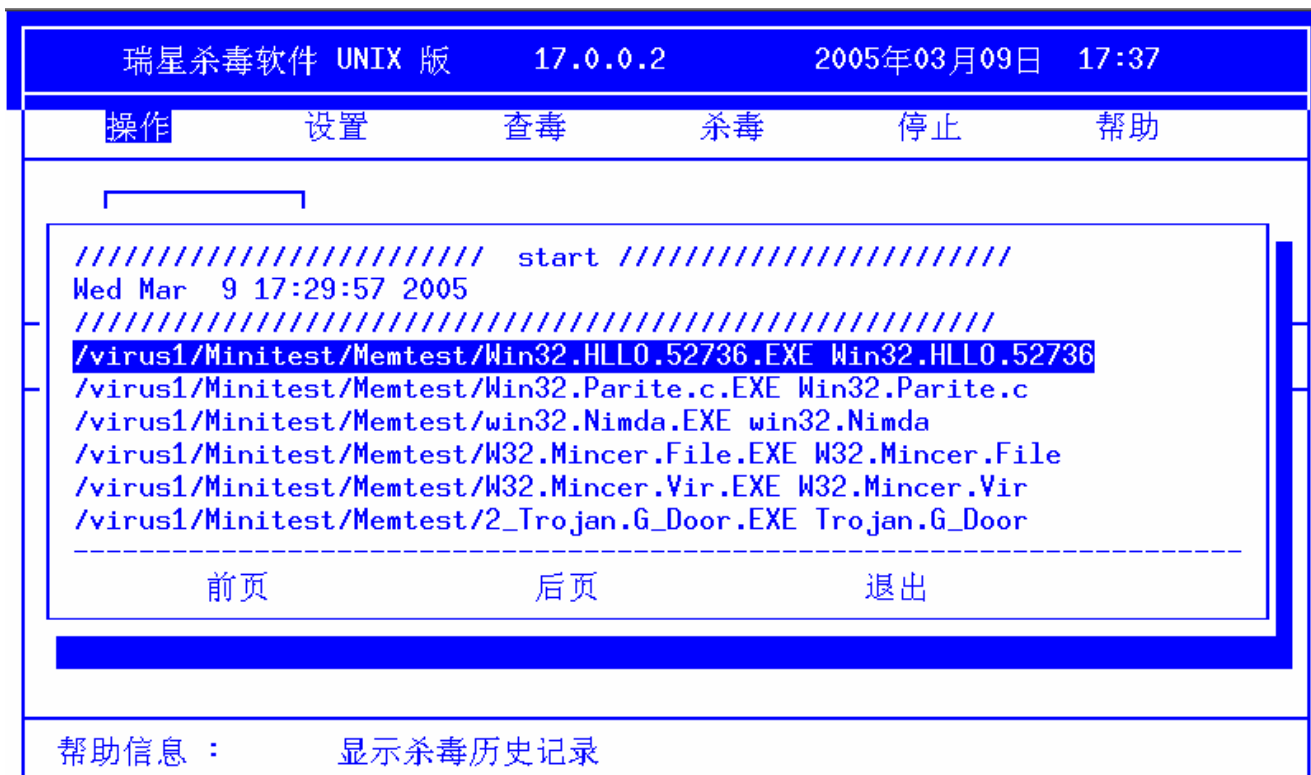 瑞星杀毒软件 UNIX 版 17.0.0.2 2005年03月09日 17:37
操作 设置 查毒 杀毒 停止 帮助
///////////////////////// start ////////////////////////
Wed Mar  9 17:29:57 2005
////////////////////////////////////////////////////////
/virus1/Minitest/Memtest/Win32.HLLO.52736.EXE Win32.HLLO.52736
/virus1/Minitest/Memtest/Win32.Parite.c.EXE Win32.Parite.c
/virus1/Minitest/Memtest/win32.Nimda.EXE win32.Nimda
/virus1/Minitest/Memtest/W32.Mincer.File.EXE W32.Mincer.File
/virus1/Minitest/Memtest/W32.Mincer.Vir.EXE W32.Mincer.Vir
/virus1/Minitest/Memtest/2_Trojan.G_Door.EXE Trojan.G_Door
-----------------------------------------------------------------------
前页 后页 退出
帮助信息 : 显示杀毒历史记录